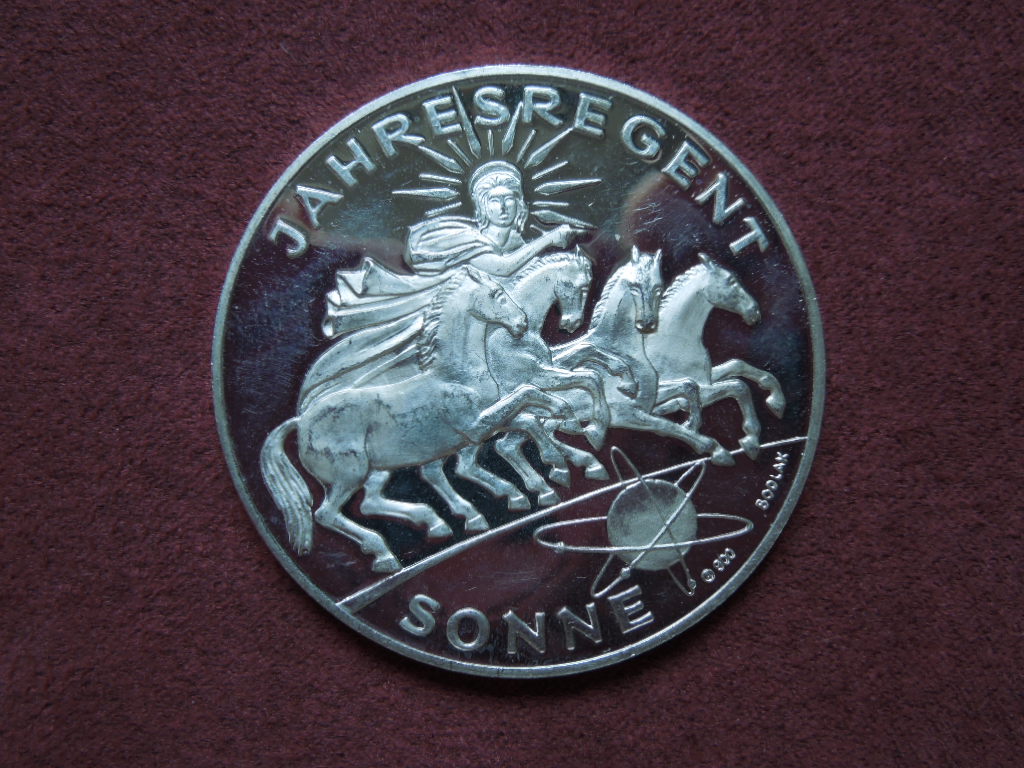 JAHRESREGENT
BODLAK
900
SONNE